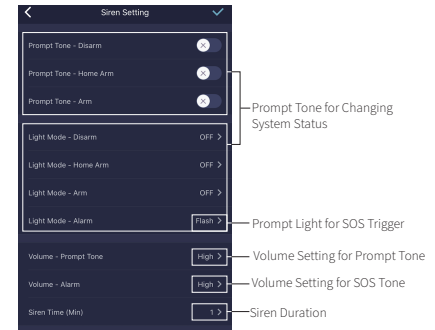 Siren Setting
Prompt Tone - Disarm
Prompt Tone - Home Arm
Prompt Tone - Arm
Prompt Tone for Changing
System Status
Light Mode - Disarm OFF >
Light Mode - Home Arm OFF >
Light Mode - Arm OFF >
Light Mode - Alarm Flash >
Prompt Light for SOS Trigger
Volume - Prompt Tone High >
Volume Setting for Prompt Tone
Volume - Alarm High >
Volume Setting for SOS Tone
Siren Time (Min) 1 >
Siren Duration